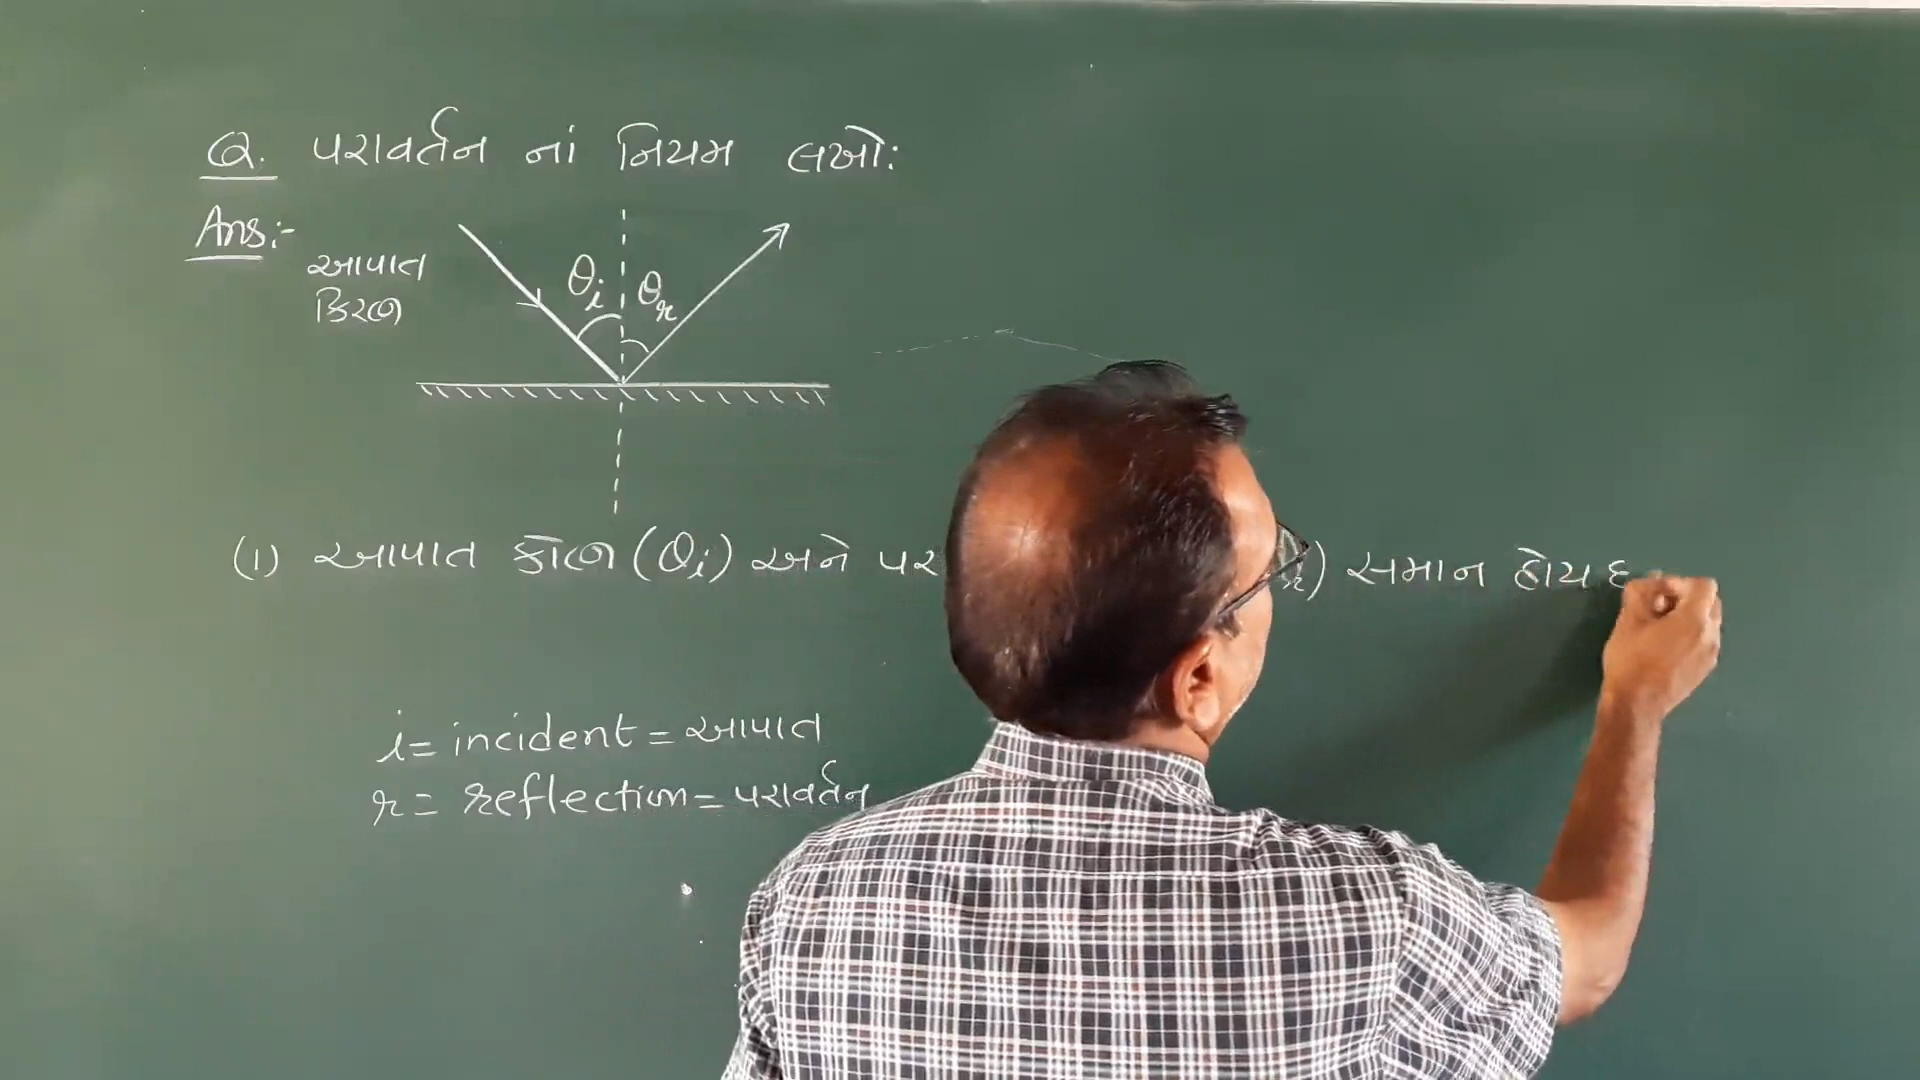 Q. પરાવર્તન નાં નિયમ લખો:
Ans:-
આપાત
કિરણ
θi θr
(1) આપાત કોણ (θi) અને પર r) સમાન હોય છ
i = incident = આપાત
r = reflection = પરાવર્તન